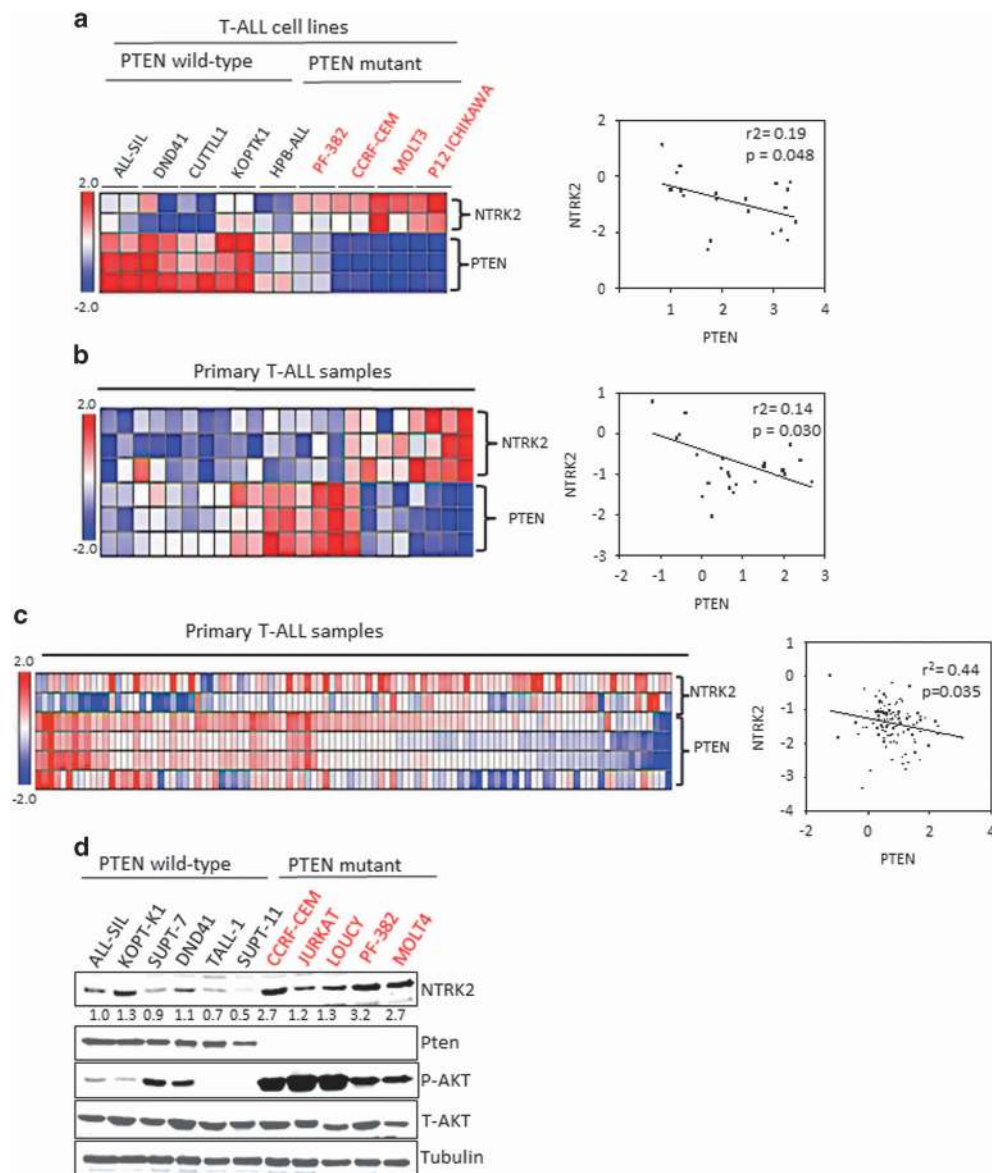 a
T-ALL cell lines
PTEN wild-type PTEN mutant
ALL-SIL DND41 CUTTLL1 KOPTK1 HPB-ALL PF-382 CCRF-CEM MOLT3 P12 ICHIKAWA
2.0
-2.0
NTRK2
PTEN
r2= 0.19
p = 0.048
2
0
-2
0
NTRK2
1 2 3 4
PTEN
b
Primary T-ALL samples
2.0
-2.0
NTRK2
PTEN
r2= 0.14
p = 0.030
1
0
-1
-2
-3
NTRK2
-2 -1 0 1 2 3
PTEN
c
Primary T-ALL samples
2.0
-2.0
NTRK2
PTEN
r2= 0.44
p=0.035
1
0
-1
-2
-3
-4
NTRK2
-2 0 2 4
PTEN
d
PTEN wild-type PTEN mutant
ALL-SIL KOPT-K1 SUPT-7 DND41 TALL-1 SUPT-11 CCRF-CEM JURKAT LOUCY PF-382 MOLT4
NTRK2
1.0 1.3 0.9 1.1 0.7 0.5 2.7 1.2 1.3 3.2 2.7
Pten
P-AKT
T-AKT
Tubulin